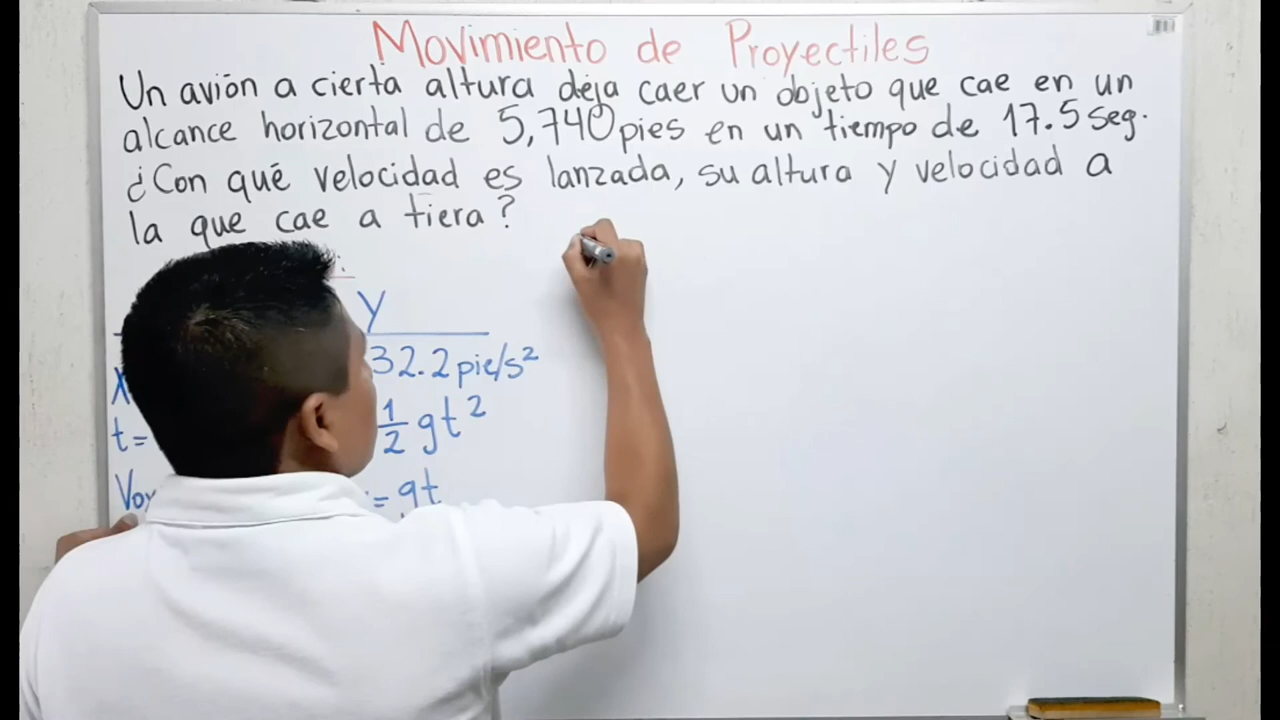 Movimiento de Proyectiles
Un avión a cierta altura deja caer un objeto que cae en un
alcance horizontal de 5,740 pies en un tiempo de 17.5 seg.
¿Con qué velocidad es lanzada, su altura y velocidad a
la que cae a tiera?
Y
X 32.2 pie/s²
t= 1/2 gt²
Vox = gt